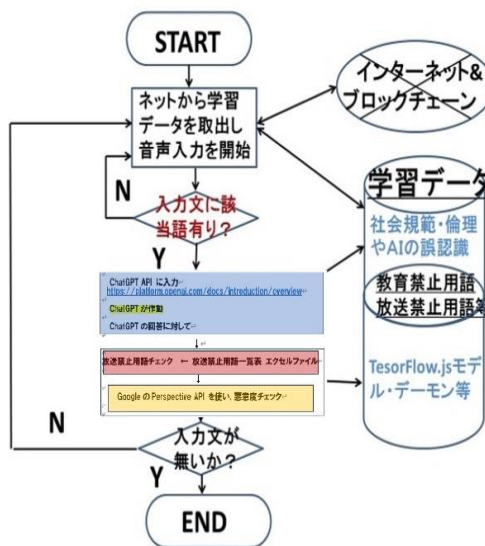 START
ネットから学習
データを取出し
音声入力を開始
インターネット&
ブロックチェーン
N
入力文に該
当語有り?
Y
学習データ
社会規範・倫理
やAIの誤認識
教育禁止用語
放送禁止用語等
TesorFlow.jsモデ
ル・デーモン等
ChatGPT API に入力
https://platform.openai.com/docs/introduction/overview
ChatGPT が作動
ChatGPT の回答に対して
放送禁止用語チェック ← 放送禁止用語一覧表 エクセルファイル
Google の Perspective API を使い、悪意度チェック
N
入力文が
無いか?
Y
END